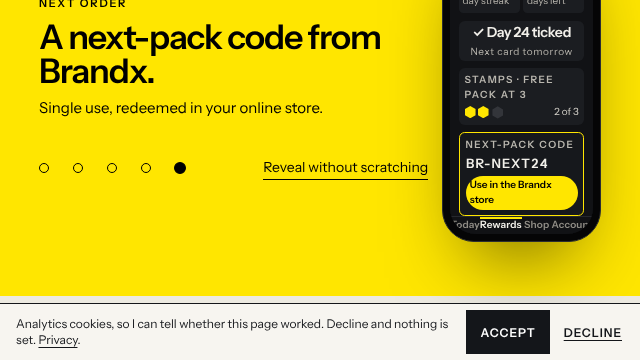 NEXT ORDER
A next-pack code from
Brandx.
Single use, redeemed in your online store.
Reveal without scratching
day streak
days left
✓ Day 24 ticked
Next card tomorrow
STAMPS · FREE
PACK AT 3
2 of 3
NEXT-PACK CODE
BR-NEXT24
Use in the Brandx
store
Today Rewards Shop Account
Analytics cookies, so I can tell whether this page worked. Decline and nothing is
set. Privacy.
ACCEPT
DECLINE